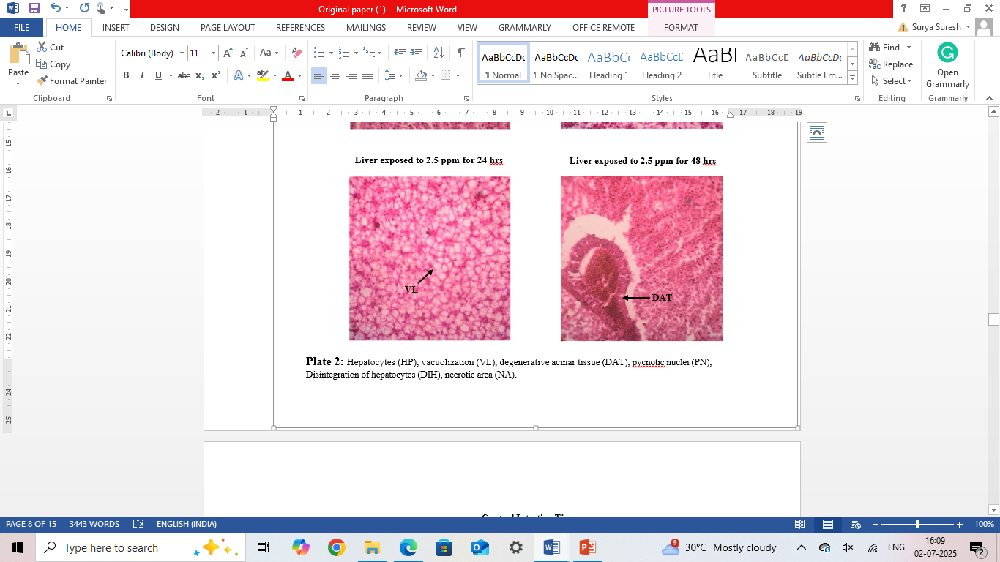 Original paper (1) - Microsoft Word
PICTURE TOOLS
FILE HOME INSERT DESIGN PAGE LAYOUT REFERENCES MAILINGS REVIEW VIEW GRAMMARLY OFFICE REMOTE FORMAT
Surya Suresh
Paste
Cut
Copy
Format Painter
Clipboard
Calibri (Body) 11
Aa
B I U abc x₂ x² A ab A
Font
Paragraph
AaBbCcDc AaBbCcDc AaBbCc AaBbCcD AaB AaBbCcD AaBbCcDc
¶ Normal ¶ No Spac... Heading 1 Heading 2 Title Subtitle Subtle Em...
Styles
Find
Replace
Select
Editing
Open
Grammarly
Grammarly
2 1 1 2 3 4 5 6 7 8 9 10 11 12 13 14 15 16 17 18 19
15
16
17
18
19
20
21
22
24
25
Liver exposed to 2.5 ppm for 24 hrs
Liver exposed to 2.5 ppm for 48 hrs
VL
DAT
Plate 2: Hepatocytes (HP), vacuolization (VL), degenerative acinar tissue (DAT), pycnotic nuclei (PN),
Disintegration of hepatocytes (DIH), necrotic area (NA).
PAGE 8 OF 15 3443 WORDS ENGLISH (INDIA) 100%
Type here to search
9
30°C Mostly cloudy
ENG
16:09
02-07-2025
2